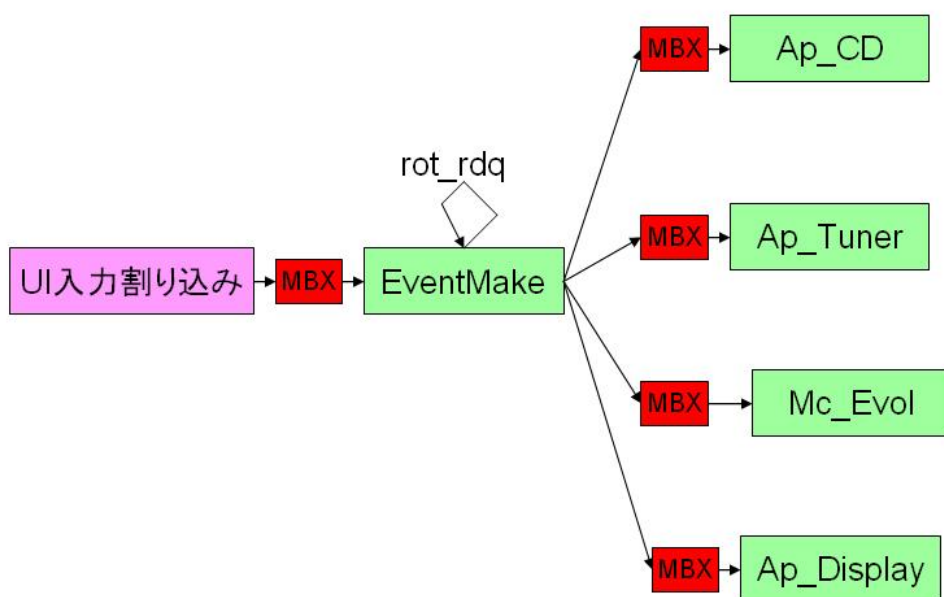 MBX
Ap_CD
rot_rdq
MBX
Ap_Tuner
UI入力割り込み
MBX
EventMake
MBX
Mc_Evol
MBX
Ap_Display